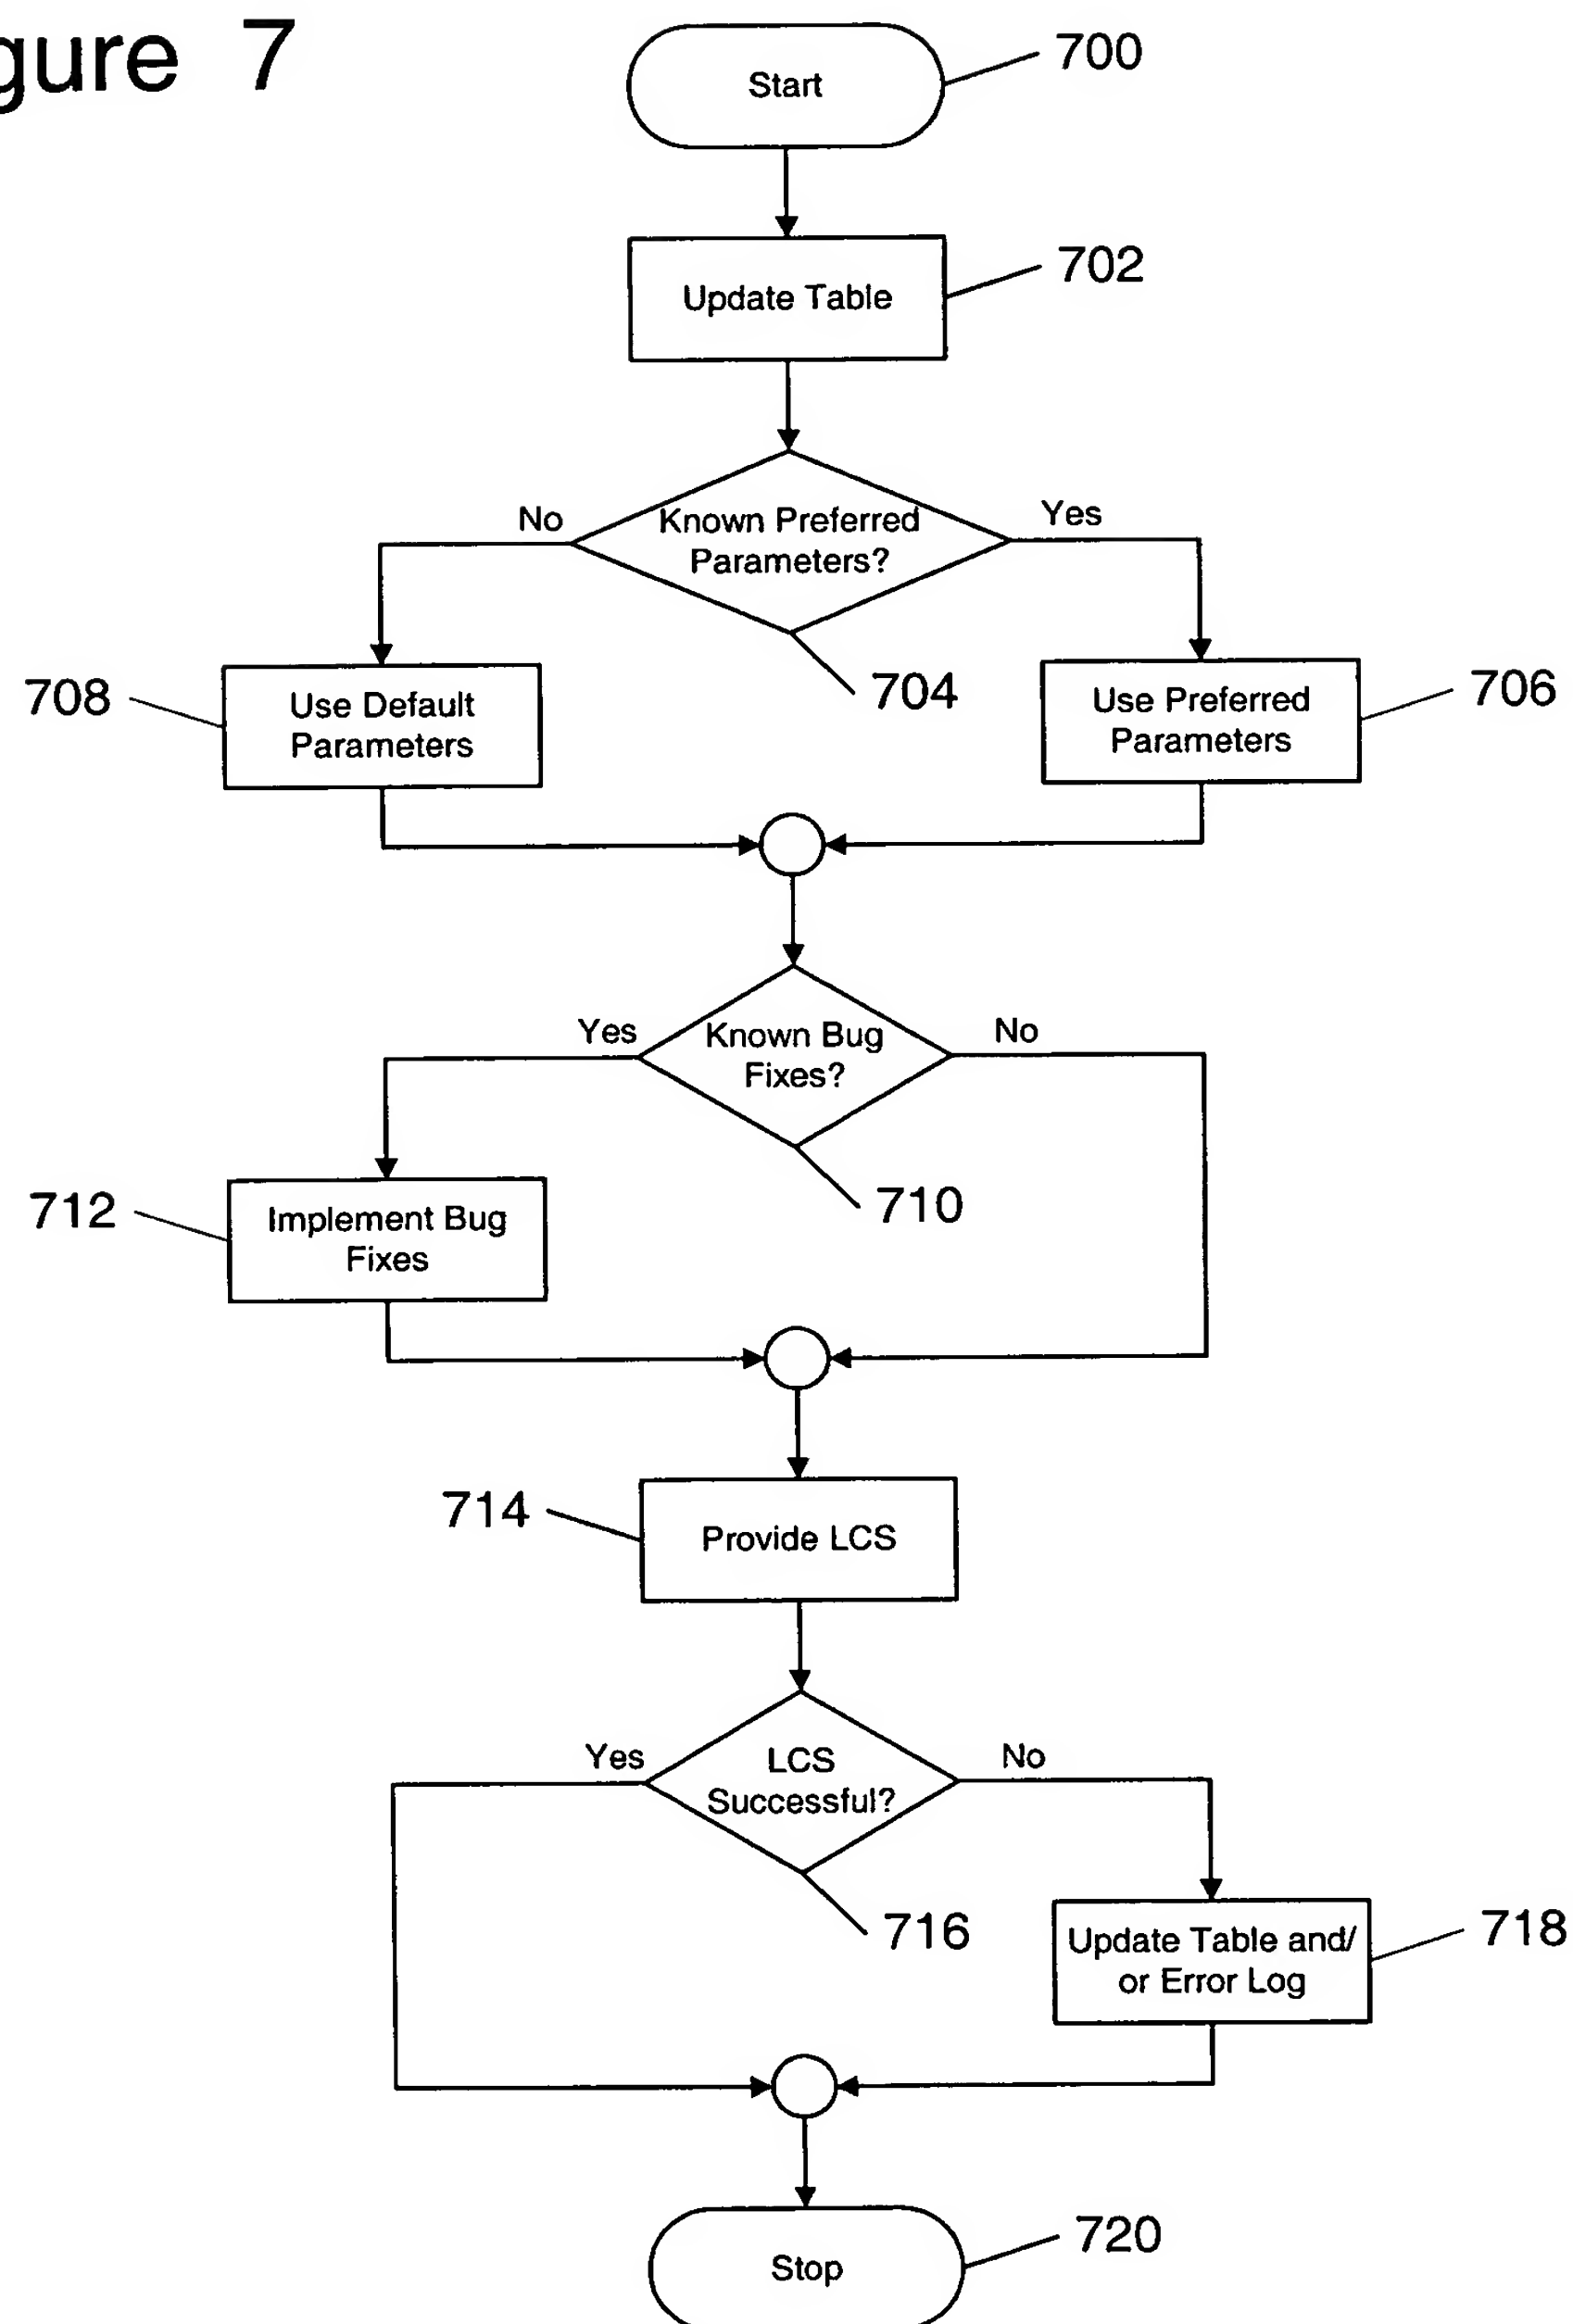 gure 7
Start
700
Update Table
702
No
Known Preferred
Parameters?
Yes
704
708
Use Default
Parameters
Use Preferred
Parameters
706
Yes
Known Bug
Fixes?
No
710
712
Implement Bug
Fixes
714
Provide LCS
Yes
LCS
Successful?
No
716
Update Table and/
or Error Log
718
Stop
720